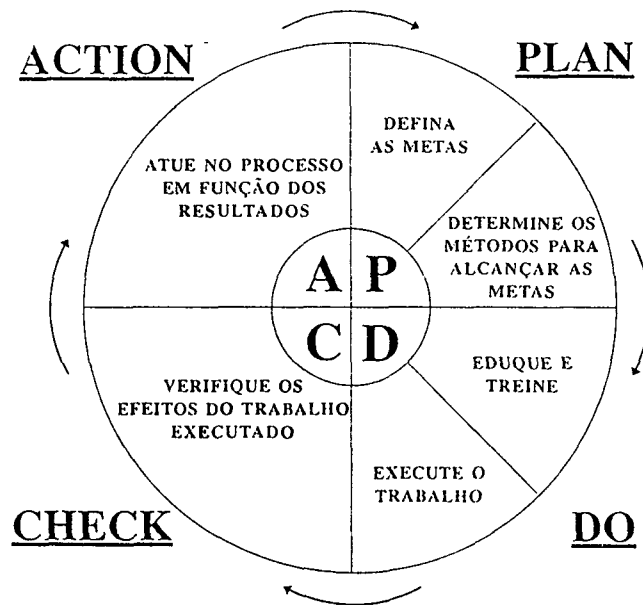 ACTION
PLAN
DEFINA
AS METAS
ATUE NO PROCESSO
EM FUNÇÃO DOS
RESULTADOS
DETERMINE OS
MÉTODOS PARA
ALCANÇAR AS
METAS
A P
C D
EDUQUE E
TREINE
VERIFIQUE OS
EFEITOS DO TRABALHO
EXECUTADO
EXECUTE O
TRABALHO
CHECK
DO